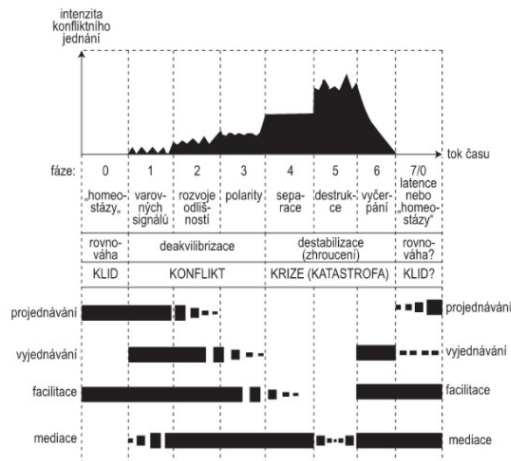 intenzita
konfliktního
jednání
tok času
fáze: 0 1 2 3 4 5 6 7/0
„homeo-
stázy“
varov-
ných
signálů
rozvoje
odliš-
ností
polarity
sepa-
race
destruk-
ce
vyčer-
pání
latence
nebo
„homeo-
stázy“
rovno-
váha
deakvilibrizace
destabilizace
(zhroucení)
rovno-
váha?
KLID KONFLIKT KRIZE (KATASTROFA) KLID?
projednávání projednávání
vyjednávání vyjednávání
facilitace facilitace
mediace mediace